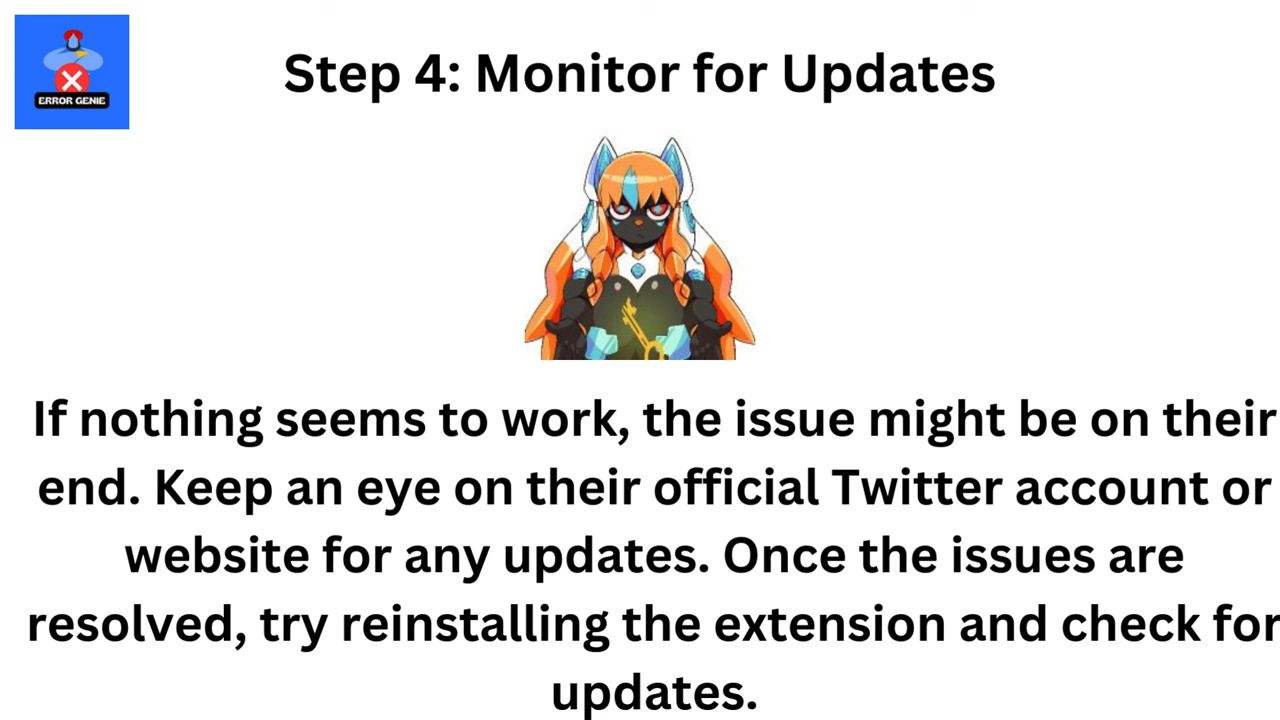 ERROR GENIE
Step 4: Monitor for Updates
If nothing seems to work, the issue might be on their
end. Keep an eye on their official Twitter account or
website for any updates. Once the issues are
resolved, try reinstalling the extension and check for
updates.